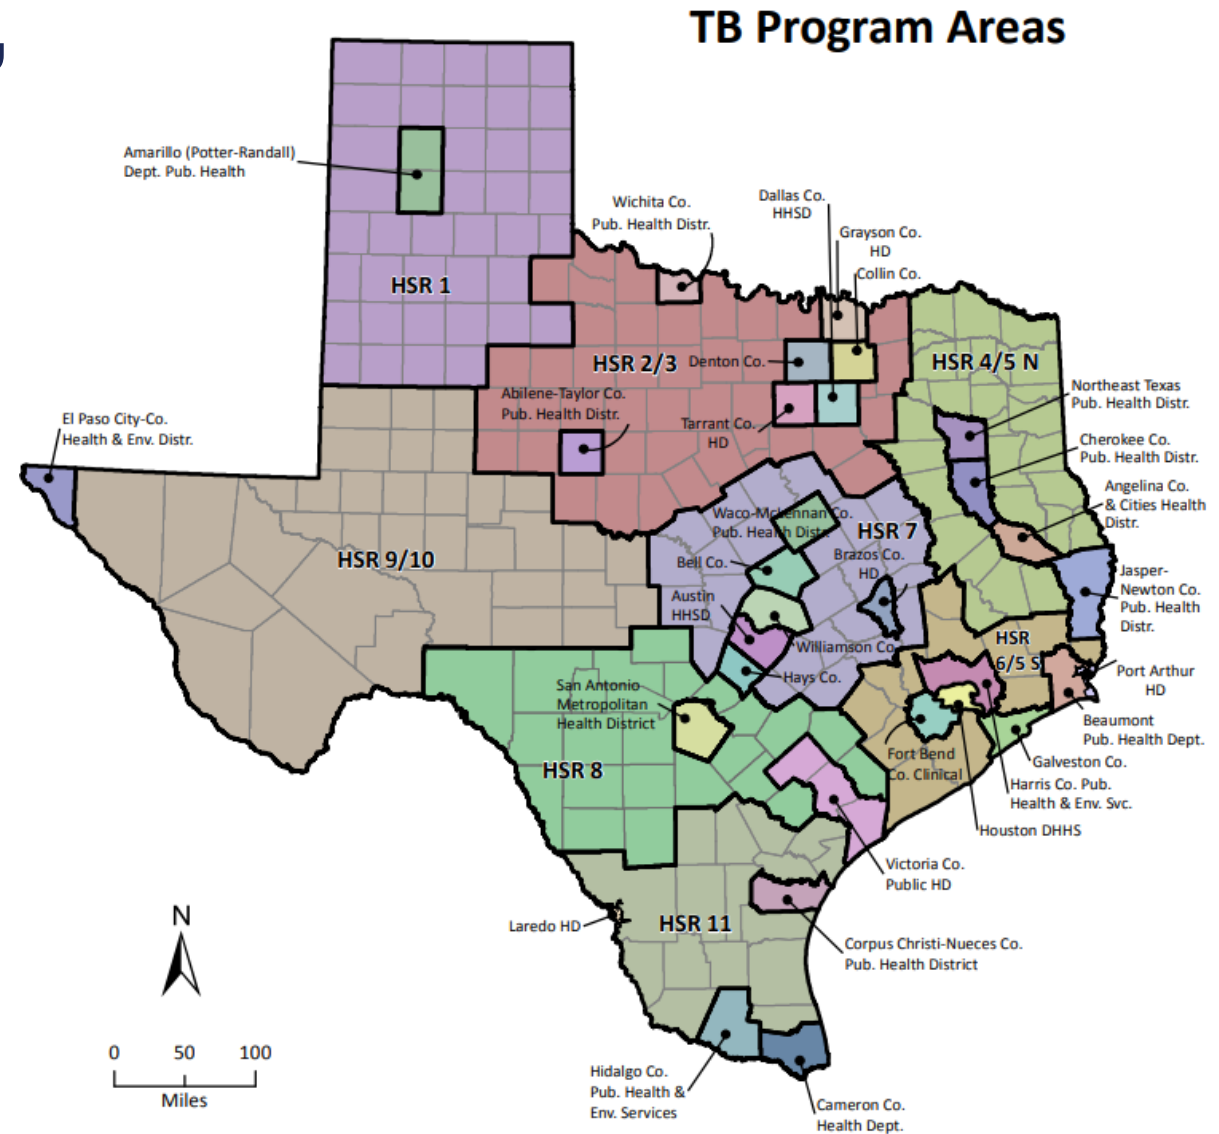 TB Program Areas
Amarillo (Potter-Randall)
Dept. Pub. Health
Wichita Co.
Pub. Health Distr.
Dallas Co.
HHSD
Grayson Co.
HD
Collin Co.
HSR 1
HSR 2/3
Denton Co.
HSR 4/5 N
Abilene-Taylor Co.
Pub. Health Distr.
Tarrant Co.
HD
Northeast Texas
Pub. Health Distr.
El Paso City-Co.
Health & Env. Distr.
Cherokee Co.
Pub. Health Distr.
Angelina Co.
& Cities Health
Distr.
Waco-McLennan Co.
Pub. Health Distr.
HSR 7
HSR 9/10
Bell Co.
Brazos Co.
HD
Jasper-
Newton Co.
Pub. Health
Distr.
Austin
HHSD
Williamson Co.
HSR
6/5 S
Hays Co.
Port Arthur
HD
San Antonio
Metropolitan
Health District
Beaumont
Pub. Health Dept.
HSR 8
Fort Bend
Co. Clinical
Galveston Co.
Harris Co. Pub.
Health & Env. Svc.
Houston DHHS
Victoria Co.
Public HD
Laredo HD
HSR 11
Corpus Christi-Nueces Co.
Pub. Health District
N
0 50 100
Miles
Hidalgo Co.
Pub. Health &
Env. Services
Cameron Co.
Health Dept.